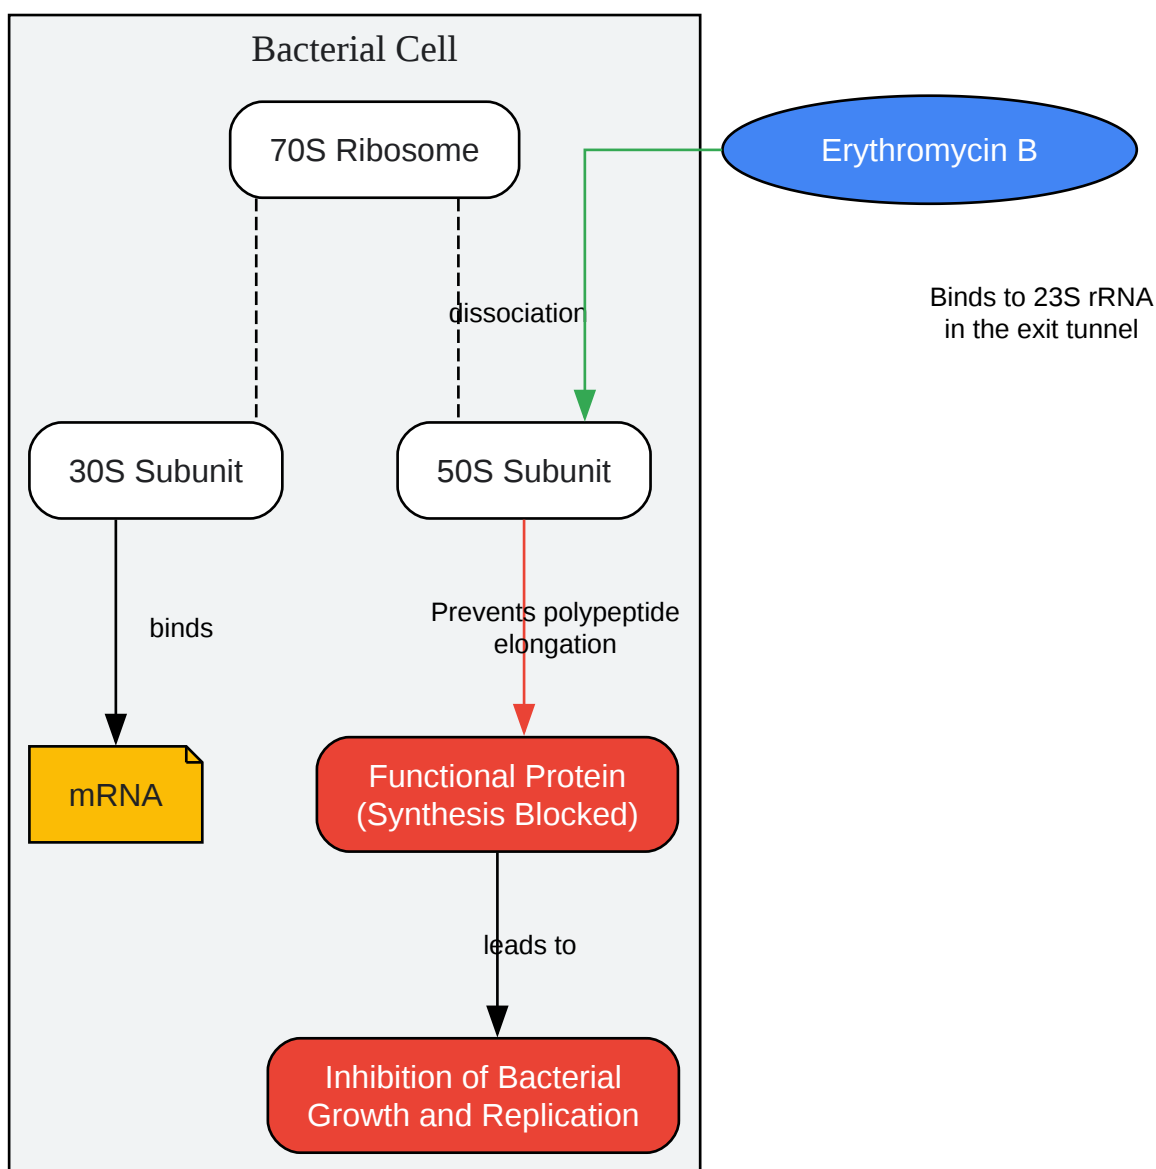 Bacterial Cell
70S Ribosome
Erythromycin B
Binds to 23S rRNA
in the exit tunnel
dissociation
30S Subunit
50S Subunit
binds
Prevents polypeptide
elongation
mRNA
Functional Protein
(Synthesis Blocked)
leads to
Inhibition of Bacterial
Growth and Replication